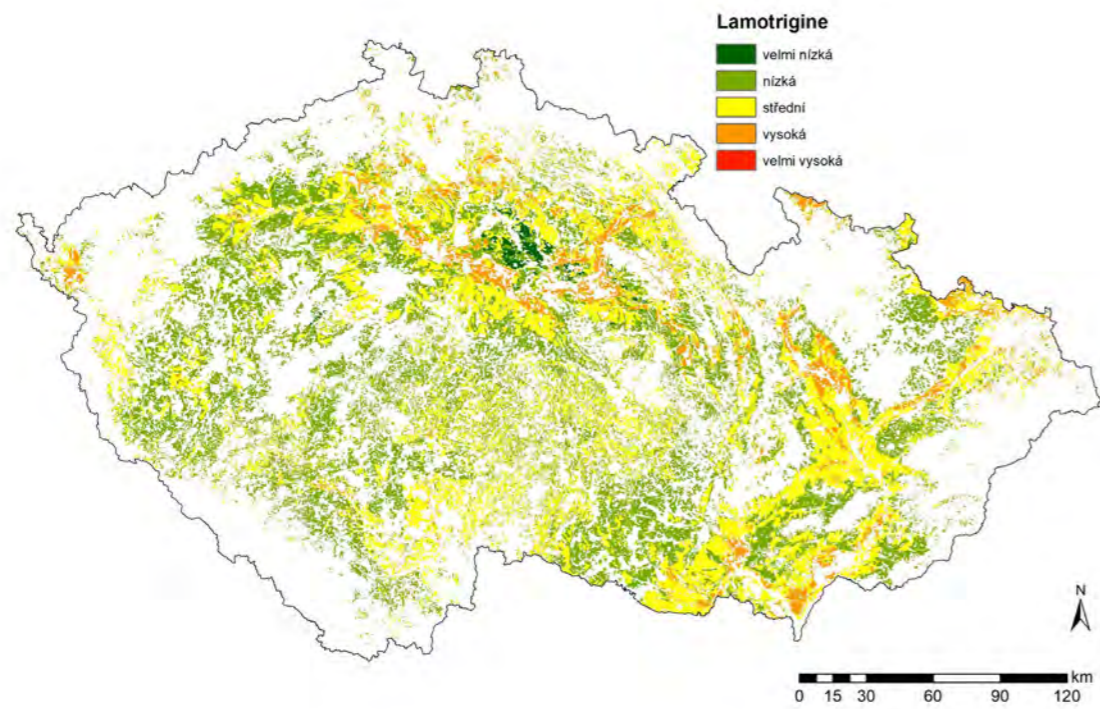 Lamotrigine
velmi nízká
nízká
střední
vysoká
velmi vysoká
N
km
0 15 30 60 90 120